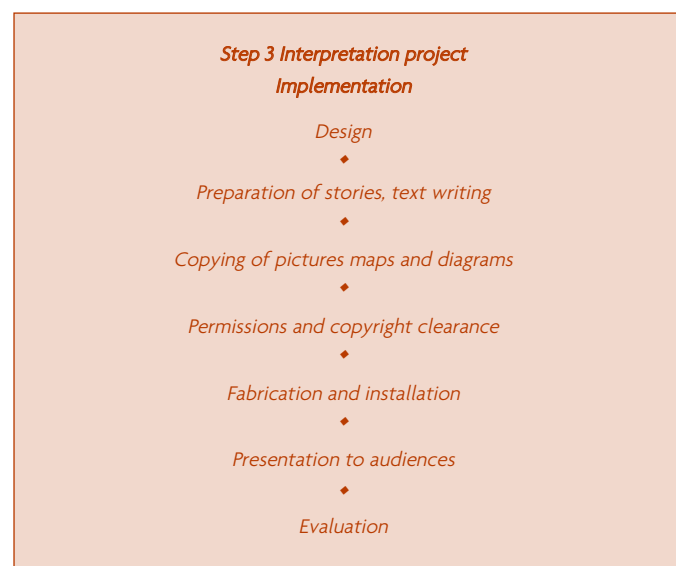 Step 3 Interpretation project
Implementation
Design
Preparation of stories, text writing
Copying of pictures maps and diagrams
Permissions and copyright clearance
Fabrication and installation
Presentation to audiences
Evaluation